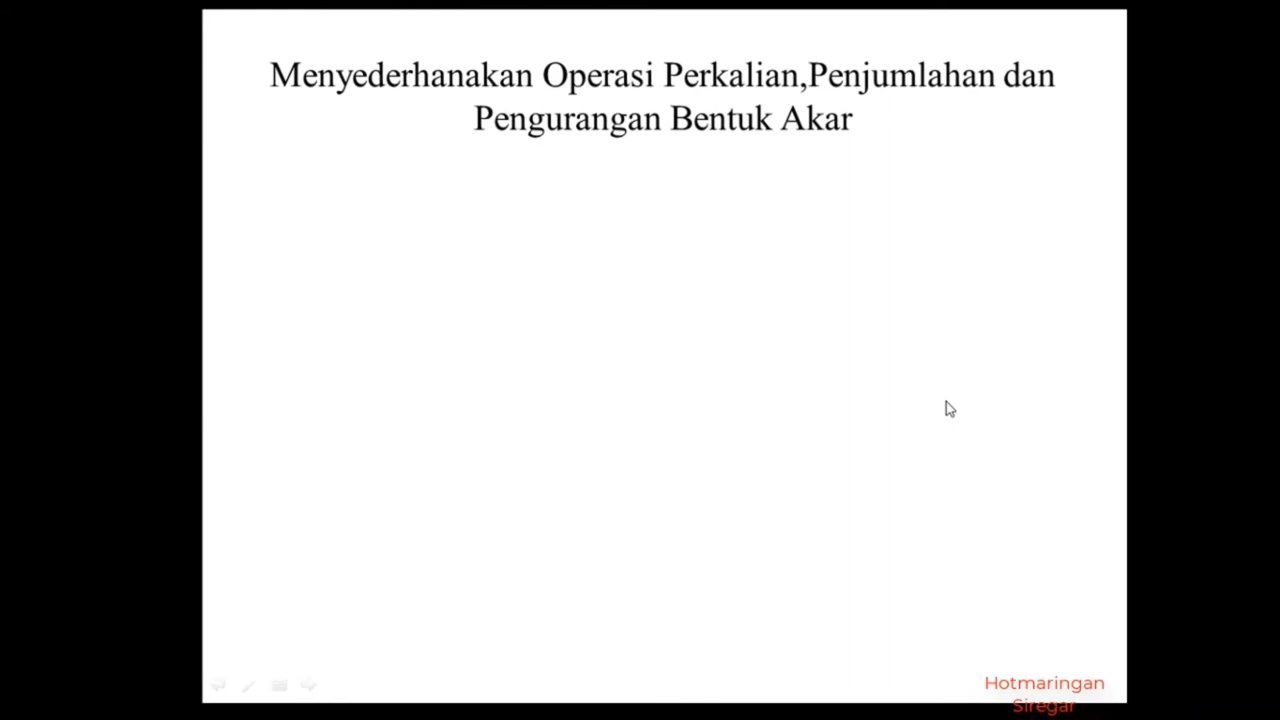 Menyederhanakan Operasi Perkalian,Penjumlahan dan
Pengurangan Bentuk Akar
Hotmaringan
Siregar